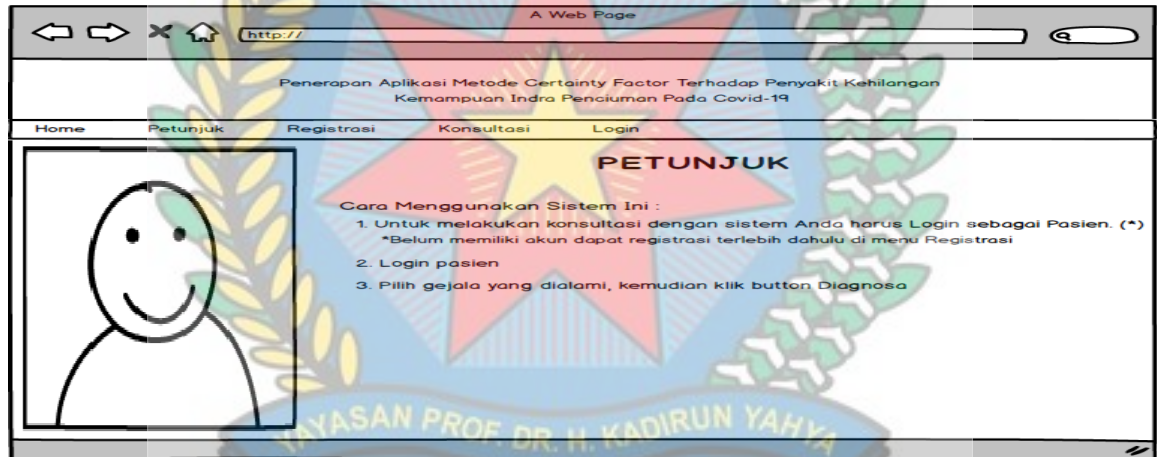 A Web Page
http://
Penerapan Aplikasi Metode Certainty Factor Terhadap Penyakit Kehilangan
Kemampuan Indra Penciuman Pada Covid-19
Home Petunjuk Registrasi Konsultasi Login
PETUNJUK
Cara Menggunakan Sistem Ini :
1. Untuk melakukan konsultasi dengan sistem Anda harus Login sebagai Pasien. (*)
*Belum memiliki akun dapat registrasi terlebih dahulu di menu Registrasi
2. Login pasien
3. Pilih gejala yang dialami, kemudian klik button Diagnosa
YAYASAN PROF. DR. H. KADIRUN YAHYA